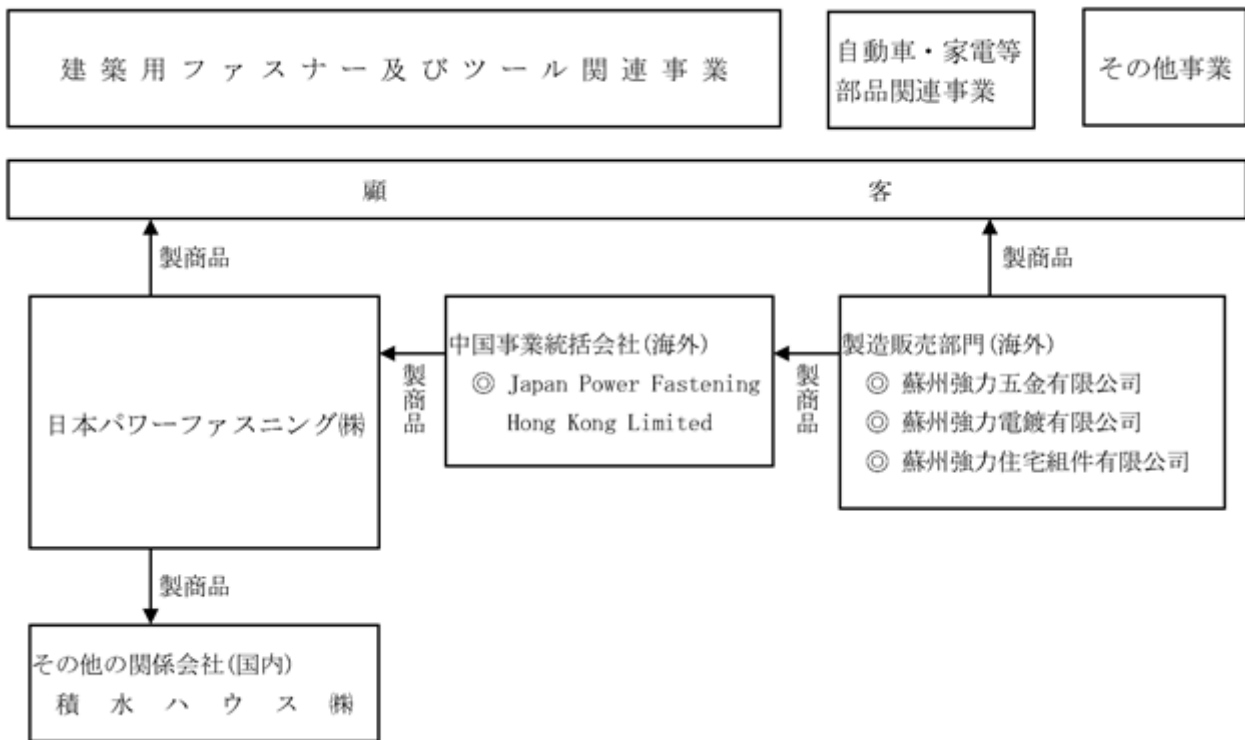 建築用ファスナー及びツール関連事業
自動車・家電等
部品関連事業
その他事業
顧客
製商品
製商品
日本パワーファスニング㈱
製商品
中国事業統括会社(海外)
◎ Japan Power Fastening
Hong Kong Limited
製商品
製造販売部門(海外)
◎ 蘇州強力五金有限公司
◎ 蘇州強力電鍍有限公司
◎ 蘇州強力住宅組件有限公司
製商品
その他の関係会社(国内)
積水ハウス㈱